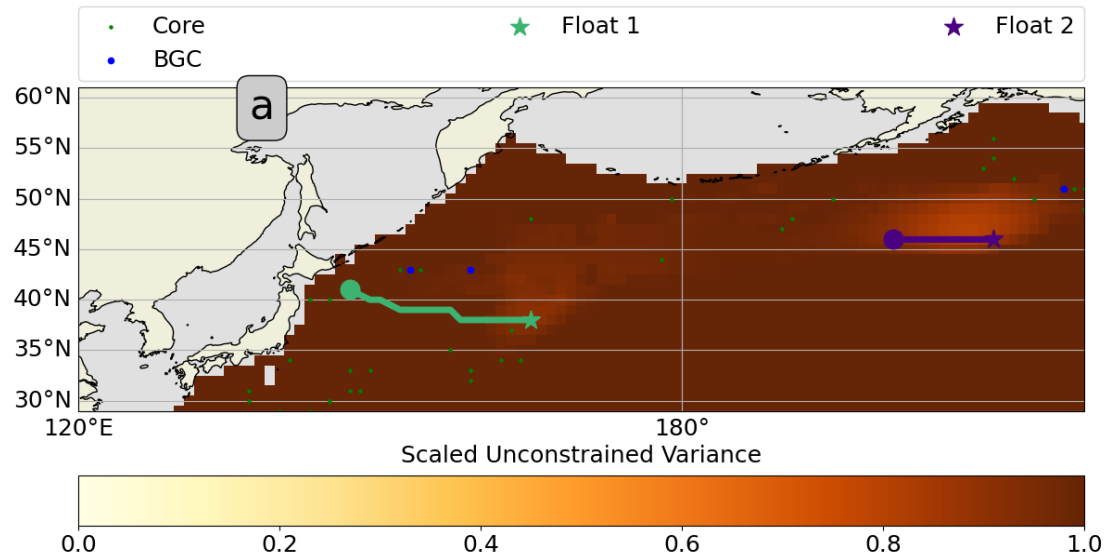 Core
Float 1
Float 2
BGC
a
60°N
55°N
50°N
45°N
40°N
35°N
30°N
120°E
180°
Scaled Unconstrained Variance
0.0
0.2
0.4
0.6
0.8
1.0